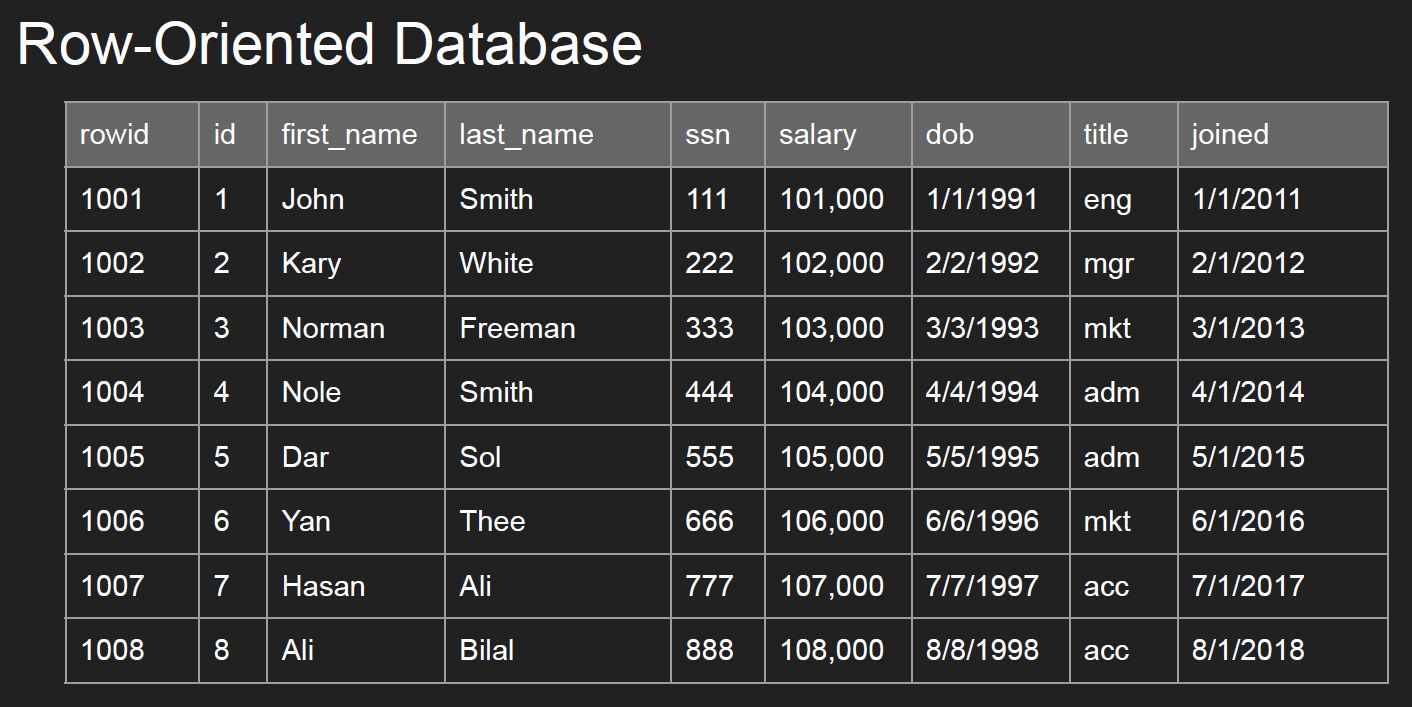 Row-Oriented Database
rowid id first_name last_name ssn salary dob title joined
1001 1 John Smith 111 101,000 1/1/1991 eng 1/1/2011
1002 2 Kary White 222 102,000 2/2/1992 mgr 2/1/2012
1003 3 Norman Freeman 333 103,000 3/3/1993 mkt 3/1/2013
1004 4 Nole Smith 444 104,000 4/4/1994 adm 4/1/2014
1005 5 Dar Sol 555 105,000 5/5/1995 adm 5/1/2015
1006 6 Yan Thee 666 106,000 6/6/1996 mkt 6/1/2016
1007 7 Hasan Ali 777 107,000 7/7/1997 acc 7/1/2017
1008 8 Ali Bilal 888 108,000 8/8/1998 acc 8/1/2018